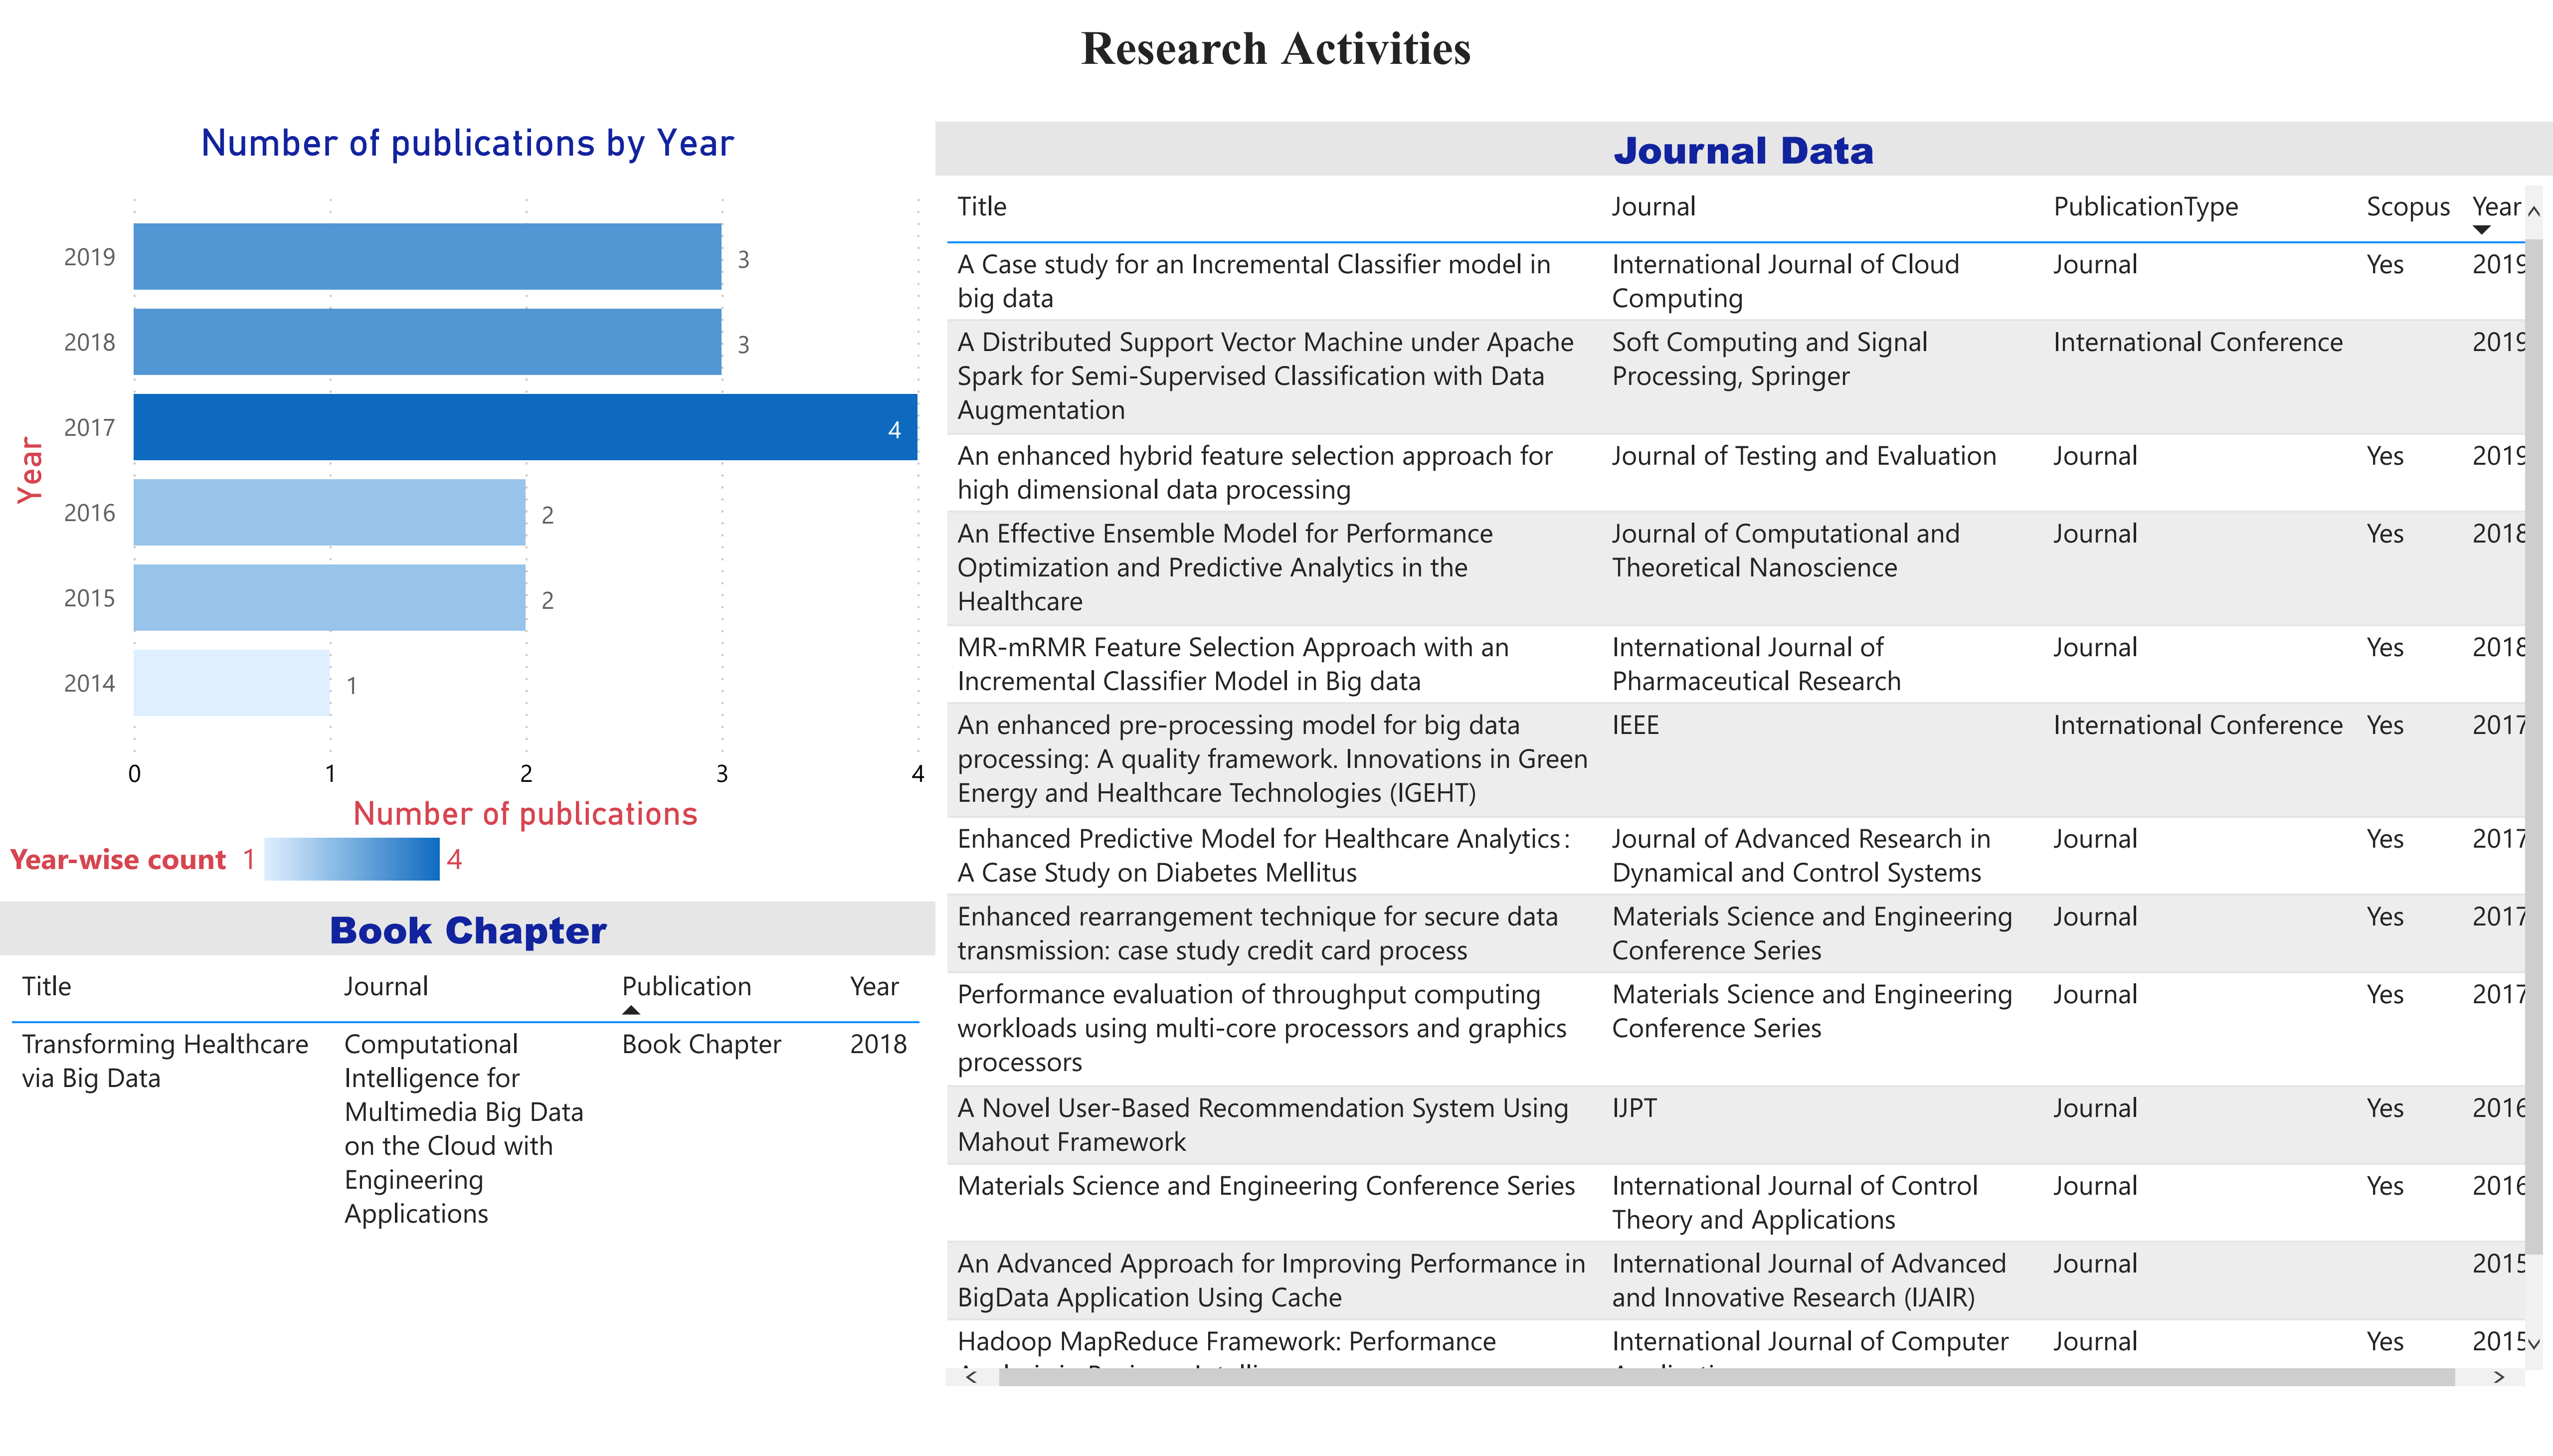 Research Activities
Number of publications by Year
2019
3
2018
3
2017
4
2016
2
2015
2
2014
1
Year
0 1 2 3 4
Number of publications
Year-wise count 1 4
Book Chapter
Title Journal Publication Year
Transforming Healthcare Computational Book Chapter 2018
via Big Data Intelligence for
Multimedia Big Data
on the Cloud with
Engineering
Applications
Journal Data
Title Journal PublicationType Scopus Year
A Case study for an Incremental Classifier model in International Journal of Cloud Journal Yes 2019
big data Computing
A Distributed Support Vector Machine under Apache Soft Computing and Signal International Conference 2019
Spark for Semi-Supervised Classification with Data Processing, Springer
Augmentation
An enhanced hybrid feature selection approach for Journal of Testing and Evaluation Journal Yes 2019
high dimensional data processing
An Effective Ensemble Model for Performance Journal of Computational and Journal Yes 2018
Optimization and Predictive Analytics in the Theoretical Nanoscience
Healthcare
MR-mRMR Feature Selection Approach with an International Journal of Journal Yes 2018
Incremental Classifier Model in Big data Pharmaceutical Research
An enhanced pre-processing model for big data IEEE International Conference Yes 2017
processing: A quality framework. Innovations in Green
Energy and Healthcare Technologies (IGEHT)
Enhanced Predictive Model for Healthcare Analytics: Journal of Advanced Research in Journal Yes 2017
A Case Study on Diabetes Mellitus Dynamical and Control Systems
Enhanced rearrangement technique for secure data Materials Science and Engineering Journal Yes 2017
transmission: case study credit card process Conference Series
Performance evaluation of throughput computing Materials Science and Engineering Journal Yes 2017
workloads using multi-core processors and graphics Conference Series
processors
A Novel User-Based Recommendation System Using IJPT Journal Yes 2016
Mahout Framework
Materials Science and Engineering Conference Series International Journal of Control Journal Yes 2016
Theory and Applications
An Advanced Approach for Improving Performance in International Journal of Advanced Journal 2015
BigData Application Using Cache and Innovative Research (IJAIR)
Hadoop MapReduce Framework: Performance International Journal of Computer Journal Yes 2015